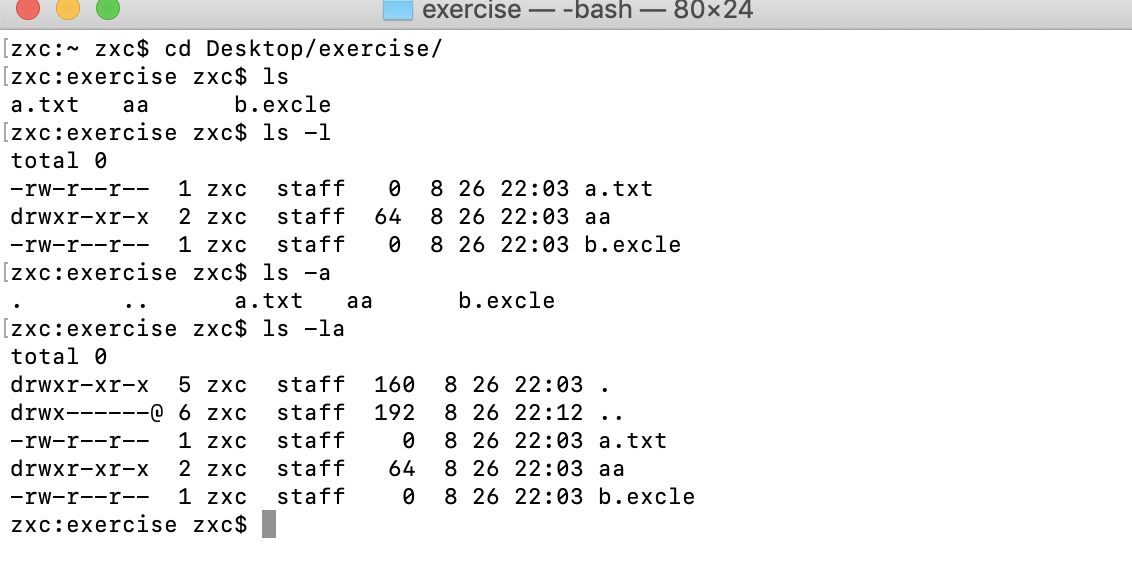 exercise — -bash — 80×24
[zxc:~ zxc$ cd Desktop/exercise/
[zxc:exercise zxc$ ls
a.txt   aa      b.excle
[zxc:exercise zxc$ ls -l
total 0
-rw-r--r--  1 zxc  staff   0  8 26 22:03 a.txt
drwxr-xr-x  2 zxc  staff  64  8 26 22:03 aa
-rw-r--r--  1 zxc  staff   0  8 26 22:03 b.excle
[zxc:exercise zxc$ ls -a
.       ..      a.txt   aa      b.excle
[zxc:exercise zxc$ ls -la
total 0
drwxr-xr-x  5 zxc  staff  160  8 26 22:03 .
drwx------@ 6 zxc  staff  192  8 26 22:12 ..
-rw-r--r--  1 zxc  staff    0  8 26 22:03 a.txt
drwxr-xr-x  2 zxc  staff   64  8 26 22:03 aa
-rw-r--r--  1 zxc  staff    0  8 26 22:03 b.excle
zxc:exercise zxc$